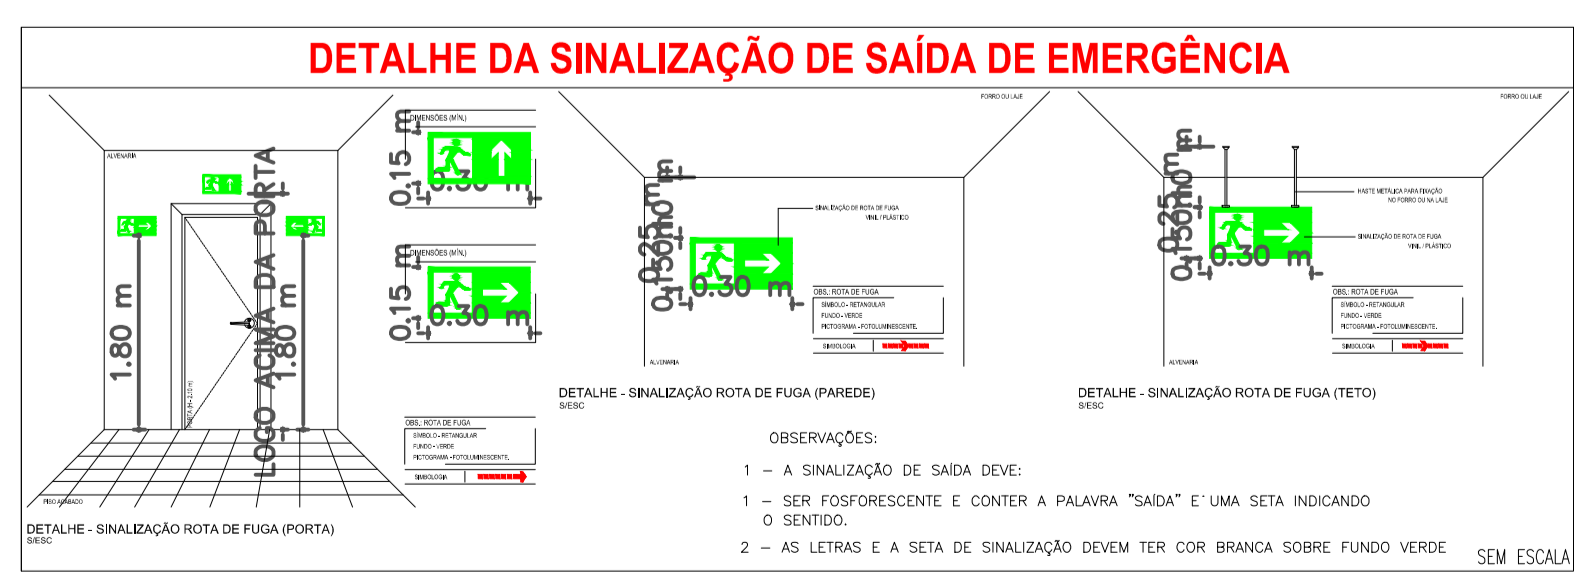 DETALHE DA SINALIZAÇÃO DE SAÍDA DE EMERGÊNCIA
ALVENARIA
1.80 m
LOGO ACIMA DA PORTA
1.80 m
PORTA (H - 2,10 m)
PISO ACABADO
DETALHE - SINALIZAÇÃO ROTA DE FUGA (PORTA)
S/ESC
DIMENSÕES (MÍN.)
0.15 m
0.30 m
DIMENSÕES (MÍN.)
0.15 m
0.30 m
OBS.: ROTA DE FUGA
SÍMBOLO - RETANGULAR
FUNDO - VERDE
PICTOGRAMA - FOTOLUMINESCENTE.
SIMBOLOGIA
FORRO OU LAJE
0.25 m
0.30 m
SINALIZAÇÃO DE ROTA DE FUGA
VINIL / PLÁSTICO
OBS.: ROTA DE FUGA
SÍMBOLO - RETANGULAR
FUNDO - VERDE
PICTOGRAMA - FOTOLUMINESCENTE.
SIMBOLOGIA
ALVENARIA
DETALHE - SINALIZAÇÃO ROTA DE FUGA (PAREDE)
S/ESC
FORRO OU LAJE
0.25 m
0.30 m
HASTE METÁLICA PARA FIXAÇÃO
NO FORRO OU NA LAJE
SINALIZAÇÃO DE ROTA DE FUGA
VINIL / PLÁSTICO
OBS.: ROTA DE FUGA
SÍMBOLO - RETANGULAR
FUNDO - VERDE
PICTOGRAMA - FOTOLUMINESCENTE.
SIMBOLOGIA
ALVENARIA
DETALHE - SINALIZAÇÃO ROTA DE FUGA (TETO)
S/ESC
OBSERVAÇÕES:
1 – A SINALIZAÇÃO DE SAÍDA DEVE:
1 – SER FOSFORESCENTE E CONTER A PALAVRA "SAÍDA" E UMA SETA INDICANDO
O SENTIDO.
2 – AS LETRAS E A SETA DE SINALIZAÇÃO DEVEM TER COR BRANCA SOBRE FUNDO VERDE
SEM ESCALA